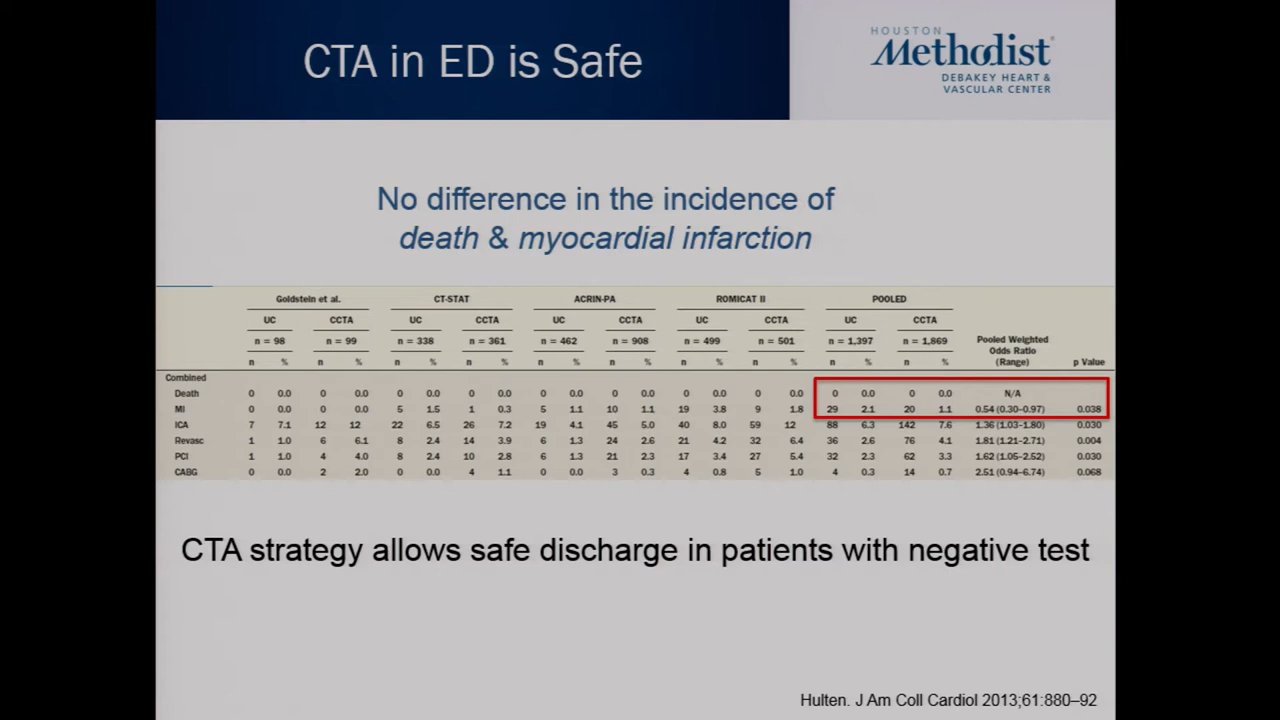 CTA in ED is Safe
HOUSTON
Methodist
DEBAKEY HEART &
VASCULAR CENTER
No difference in the incidence of
death & myocardial infarction
Goldstein et al. CT-STAT ACRIN-PA ROMICAT II POOLED
UC CCTA UC CCTA UC CCTA UC CCTA UC CCTA
n = 98 n = 99 n = 338 n = 361 n = 462 n = 908 n = 499 n = 501 n = 1,397 n = 1,869 Pooled Weighted
Odds Ratio
n % n % n % n % n % n % n % n % n % n % (Range) p Value
Combined
Death 0 0.0 0 0.0 0 0.0 0 0.0 0 0.0 0 0.0 0 0.0 0 0.0 0 0.0 0 0.0 N/A
MI 0 0.0 0 0.0 5 1.5 1 0.3 5 1.1 10 1.1 19 3.8 9 1.8 29 2.1 20 1.1 0.54 (0.30–0.97) 0.038
ICA 7 7.1 12 12 22 6.5 26 7.2 19 4.1 45 5.0 40 8.0 59 12 88 6.3 142 7.6 1.36 (1.03–1.80) 0.030
Revasc 1 1.0 6 6.1 8 2.4 14 3.9 6 1.3 24 2.6 21 4.2 32 6.4 36 2.6 76 4.1 1.81 (1.21–2.71) 0.004
PCI 1 1.0 4 4.0 8 2.4 10 2.8 6 1.3 21 2.3 17 3.4 27 5.4 32 2.3 62 3.3 1.62 (1.05–2.52) 0.030
CABG 0 0.0 2 2.0 0 0.0 4 1.1 0 0.0 3 0.3 4 0.8 5 1.0 4 0.3 14 0.7 2.51 (0.94–6.74) 0.068
CTA strategy allows safe discharge in patients with negative test
Hulten. J Am Coll Cardiol 2013;61:880–92